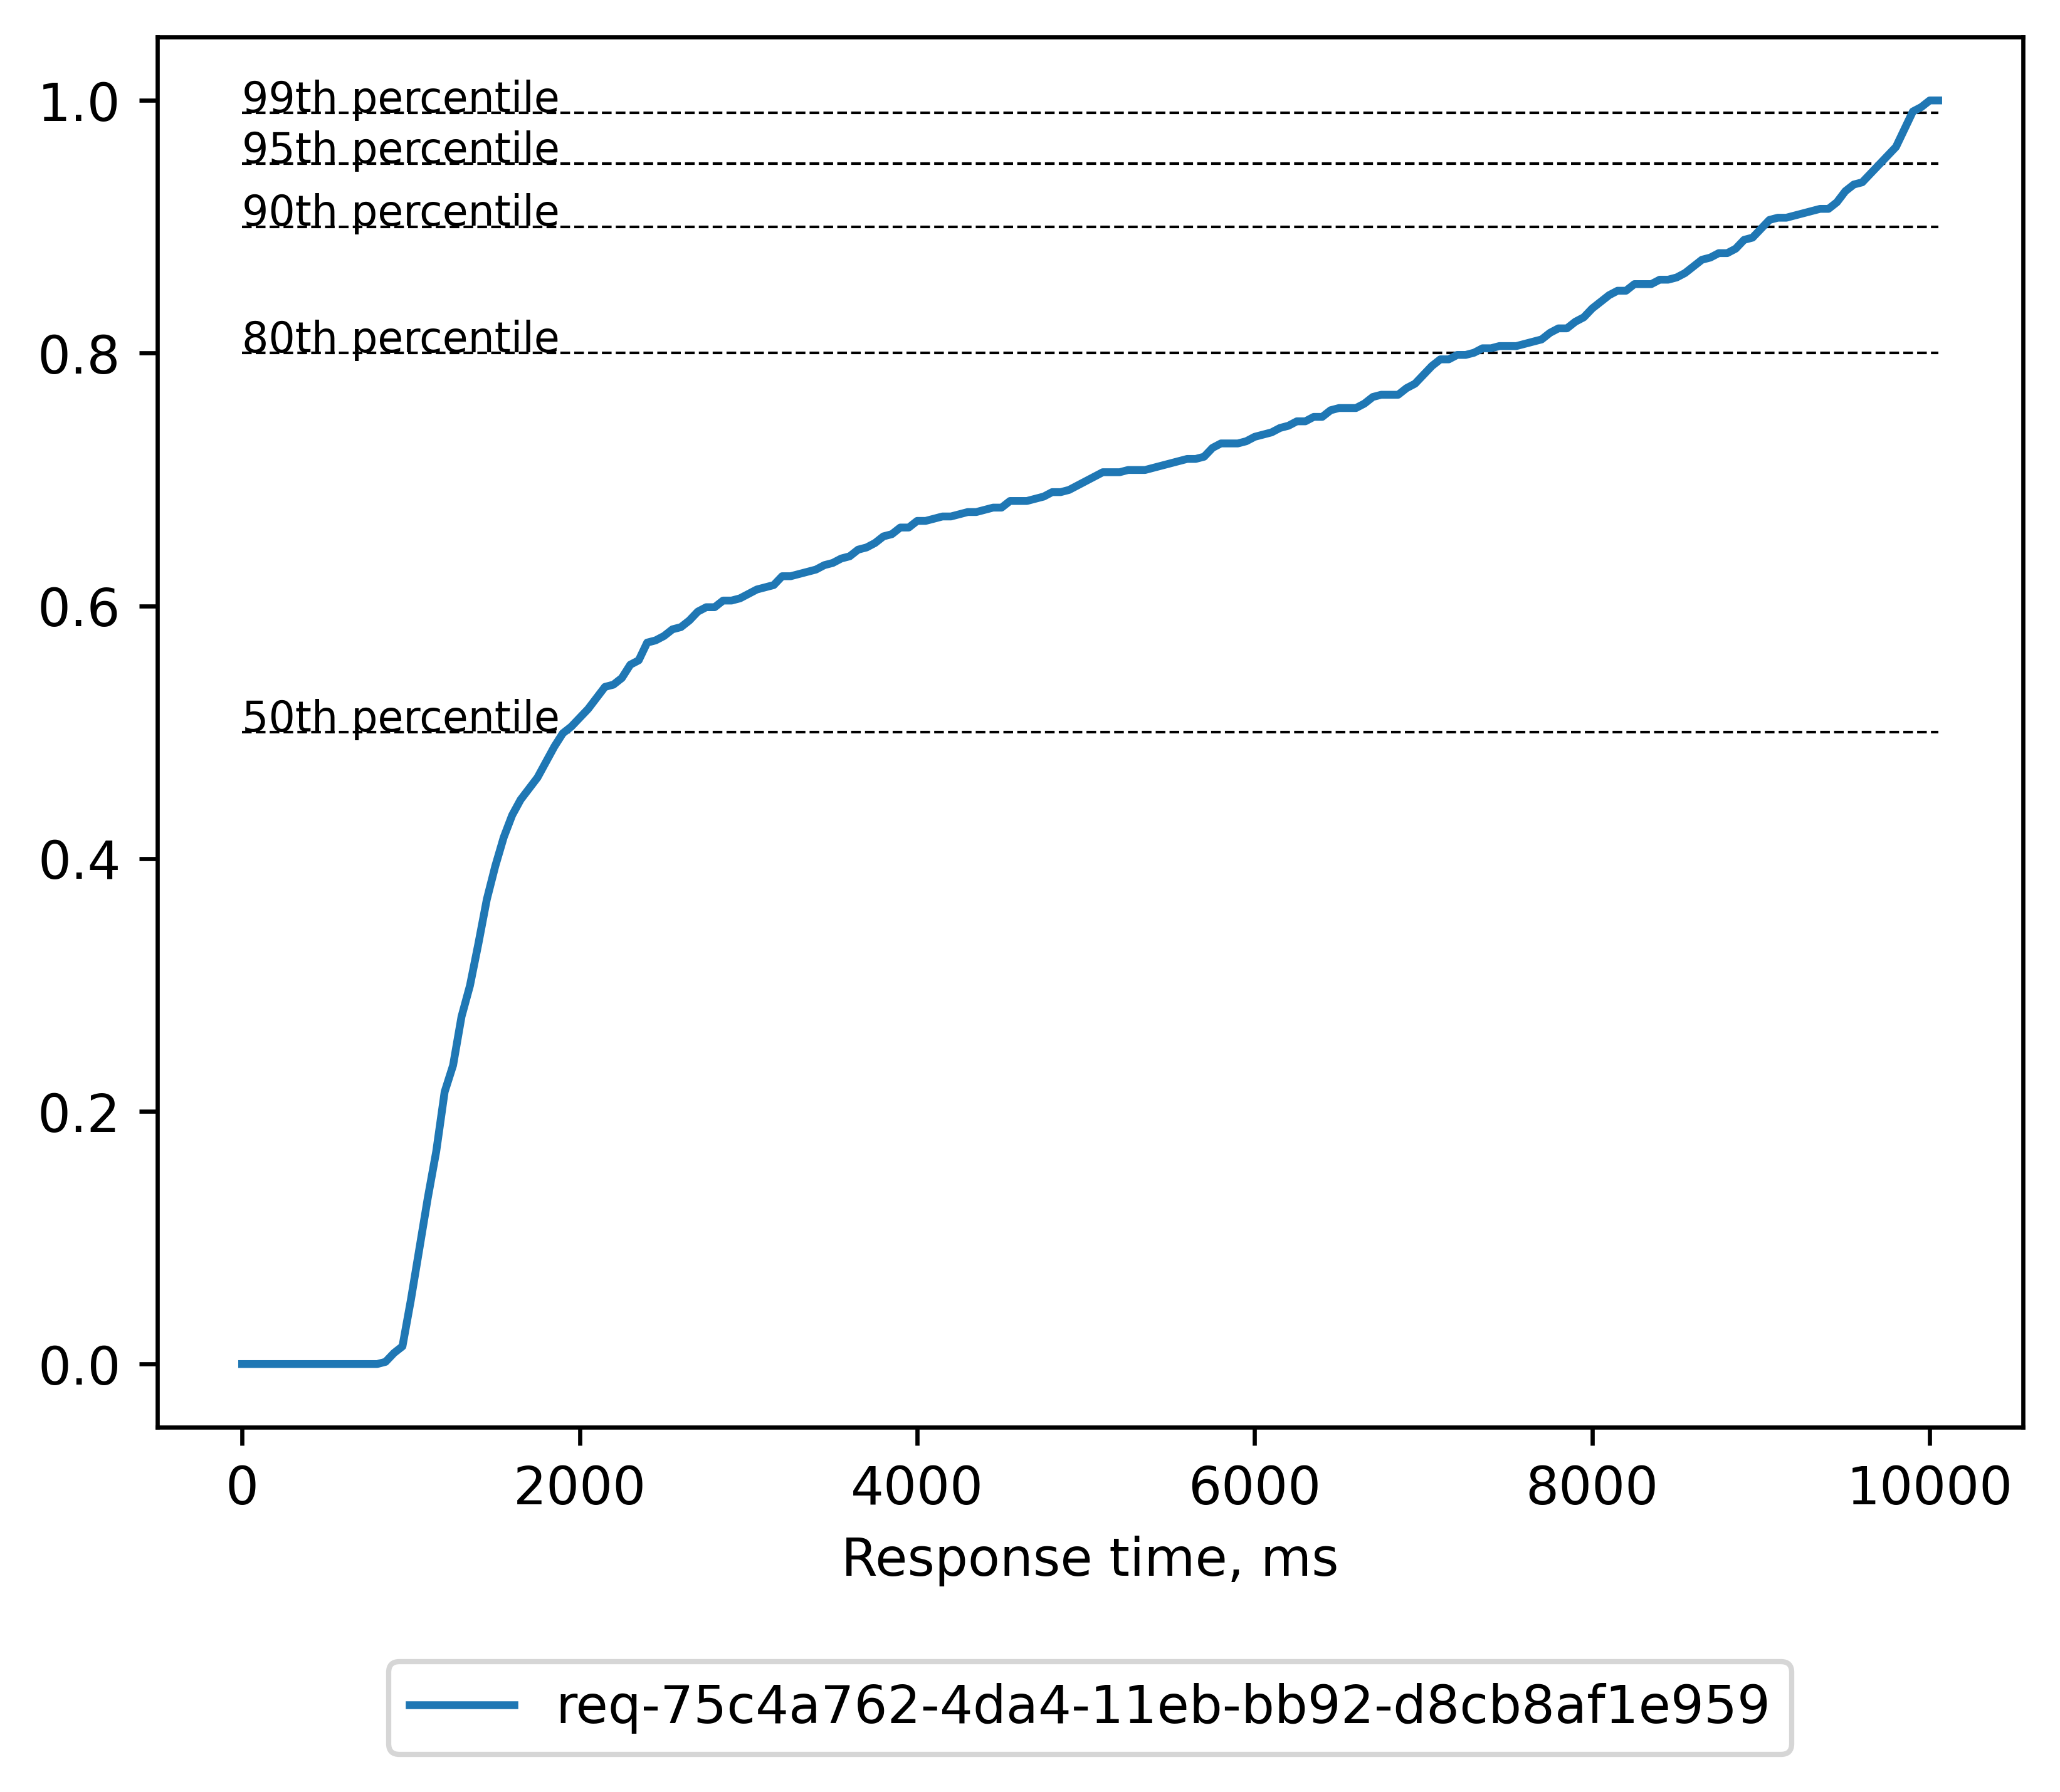 99th percentile
1.0
95th percentile
90th percentile
80th percentile
0.8
0.6
50th percentile
0.4
0.2
0.0
0 2000 4000 6000 8000 10000
Response time, ms
req-75c4a762-4da4-11eb-bb92-d8cb8af1e959